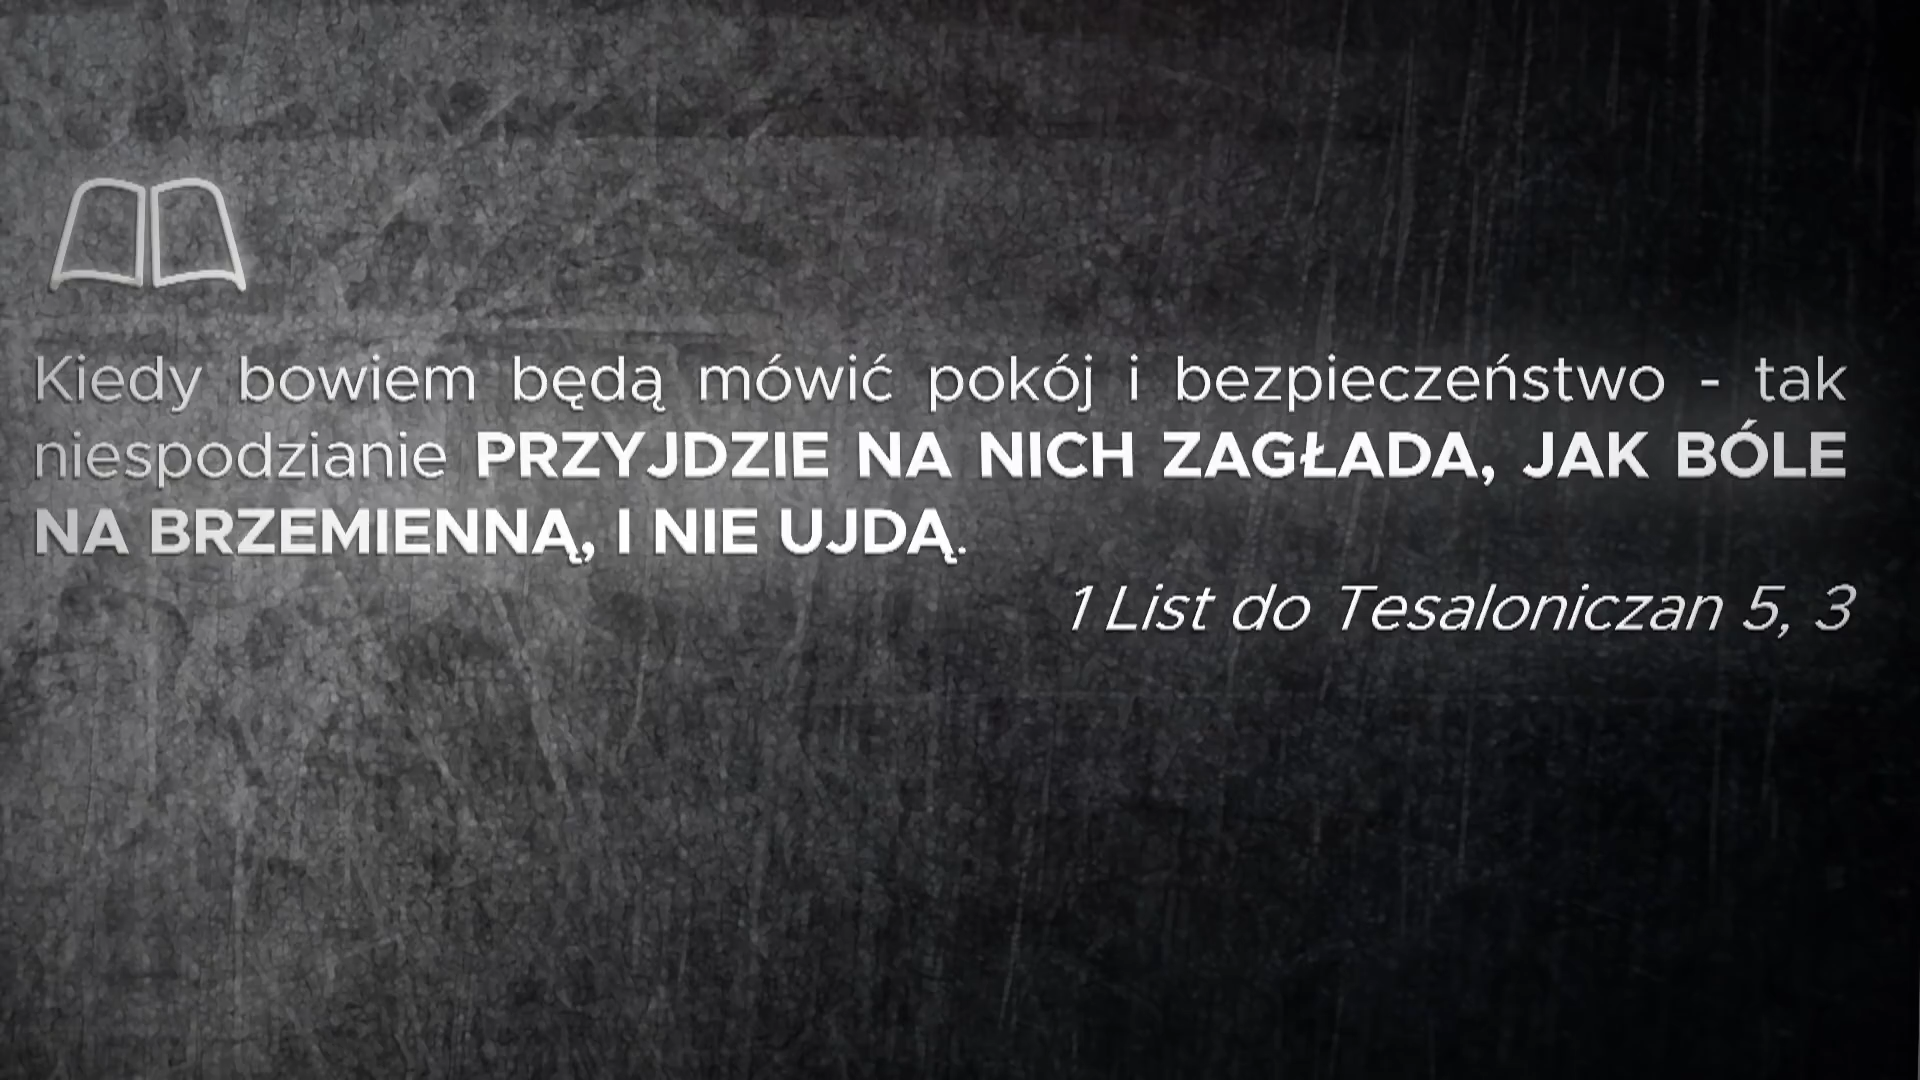 Kiedy bowiem będą mówić pokój i bezpieczeństwo - tak
niespodzianie PRZYJDZIE NA NICH ZAGŁADA, JAK BÓLE
NA BRZEMIENNĄ, I NIE UJDĄ.
1 List do Tesaloniczan 5, 3